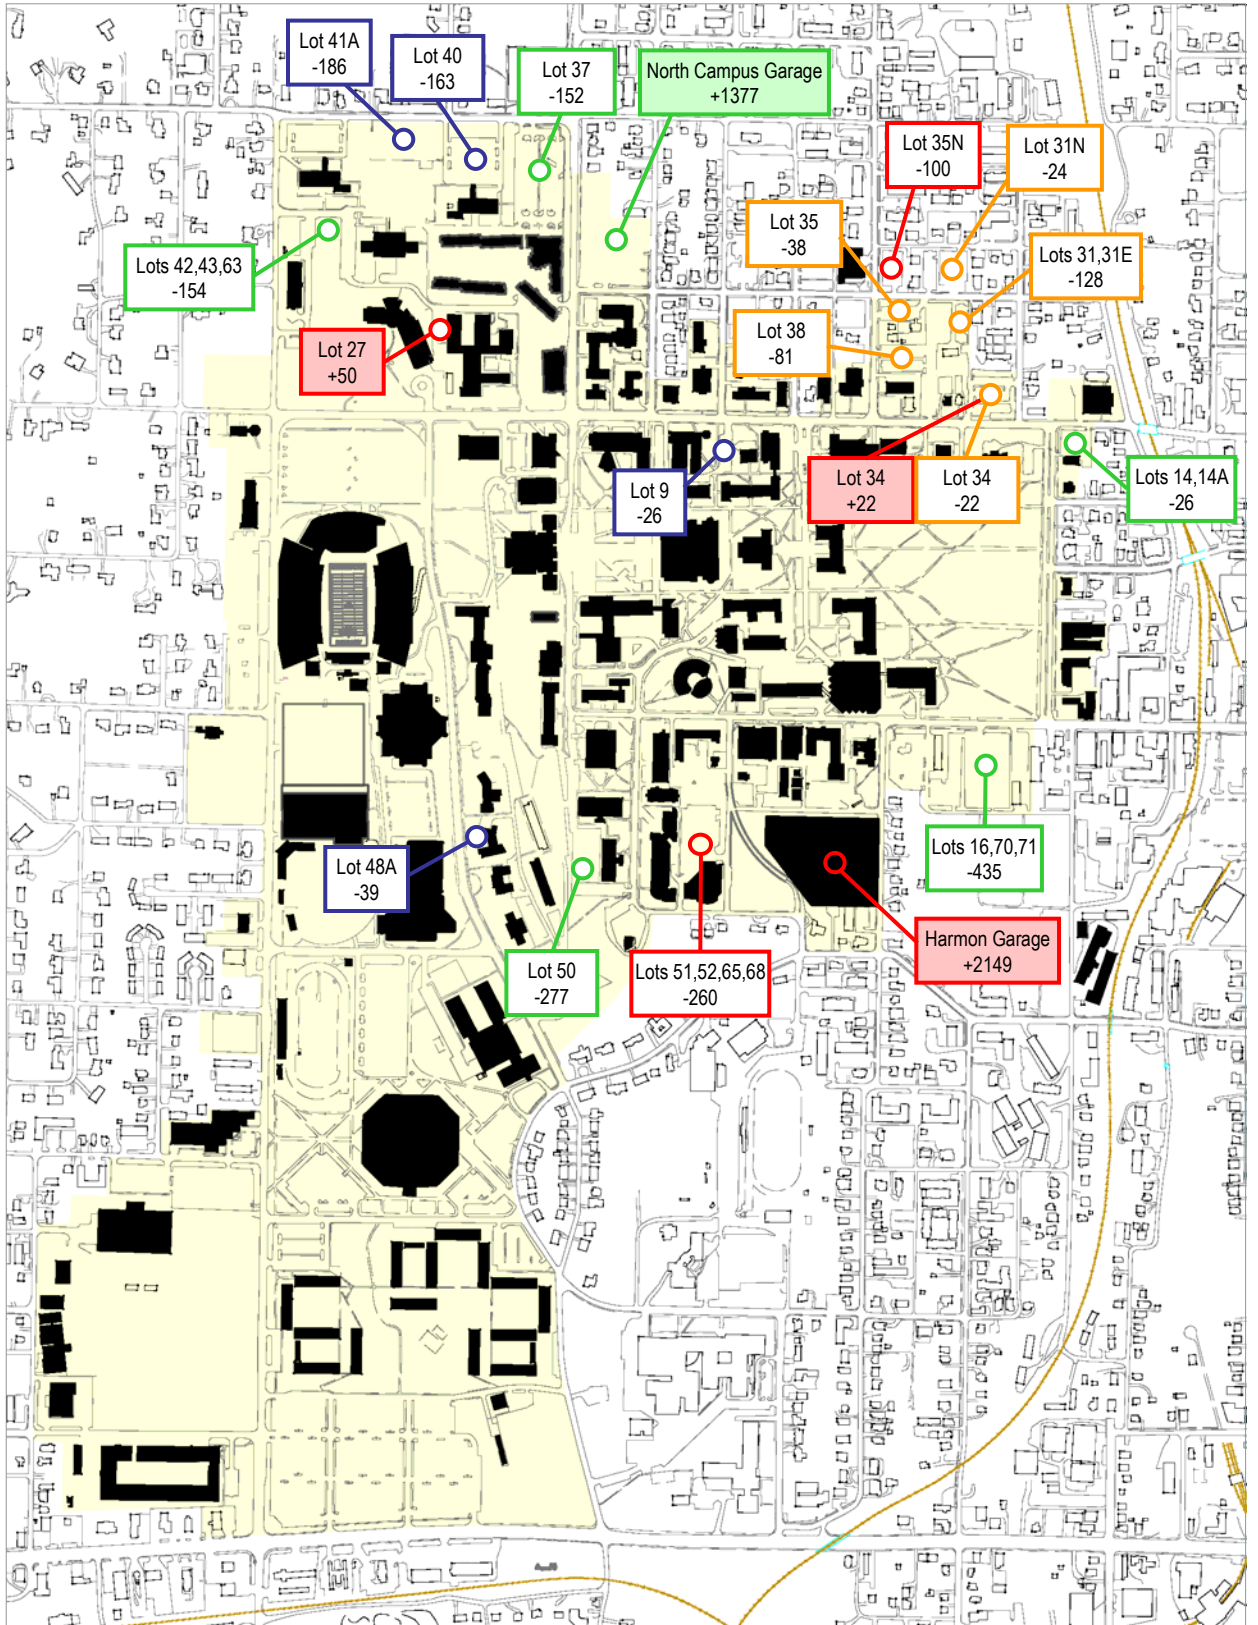 Lot 41A
-186
Lot 40
-163
Lot 37
-152
North Campus Garage
+1377
Lot 35N
-100
Lot 31N
-24
Lot 35
-38
Lots 31,31E
-128
Lots 42,43,63
-154
Lot 27
+50
Lot 38
-81
Lot 9
-26
Lot 34
+22
Lot 34
-22
Lots 14,14A
-26
Lot 48A
-39
Lots 16,70,71
-435
Lot 50
-277
Lots 51,52,65,68
-260
Harmon Garage
+2149